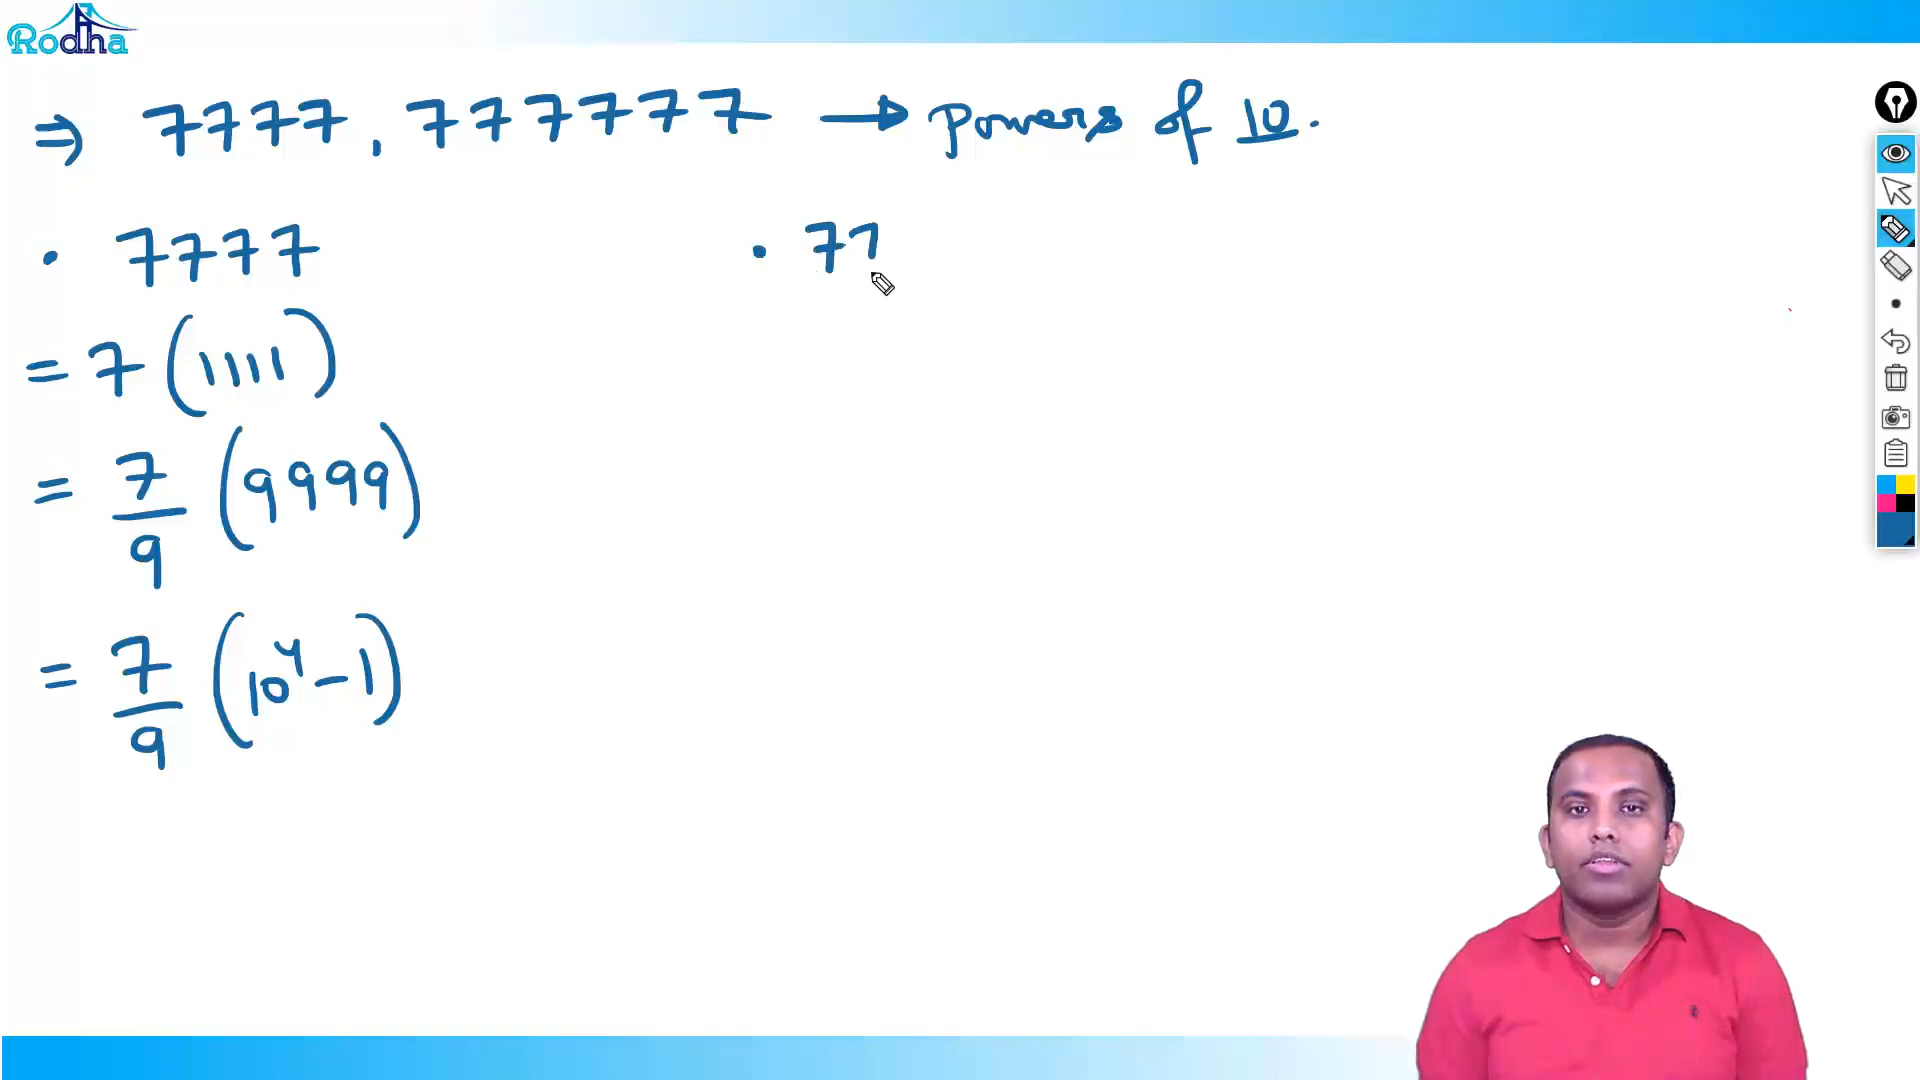 Rodha
⇒ 7777, 777777 → Powers of 10.
• 7777
• 77
= 7 (1111)
= 7/9 (9999)
= 7/9 (10⁴ - 1)